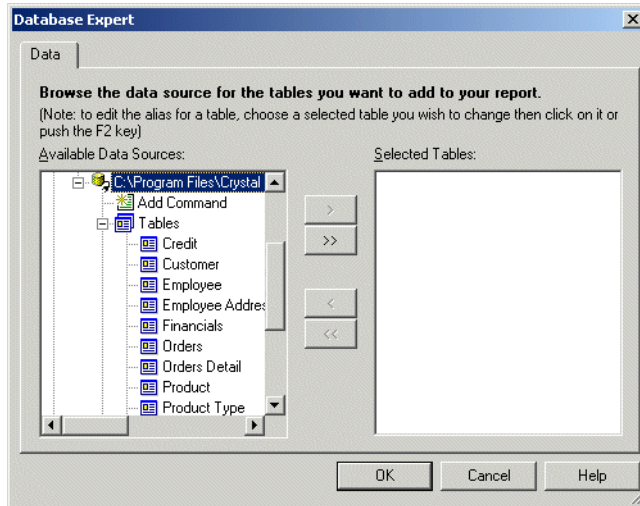 Database Expert
Data
Browse the data source for the tables you want to add to your report.
(Note: to edit the alias for a table, choose a selected table you wish to change then click on it or
push the F2 key)
Available Data Sources:
Selected Tables:
C:\Program Files\Crystal
Add Command
Tables
Credit
Customer
Employee
Employee Addres
Financials
Orders
Orders Detail
Product
Product Type
>
>>
<
<<
OK
Cancel
Help